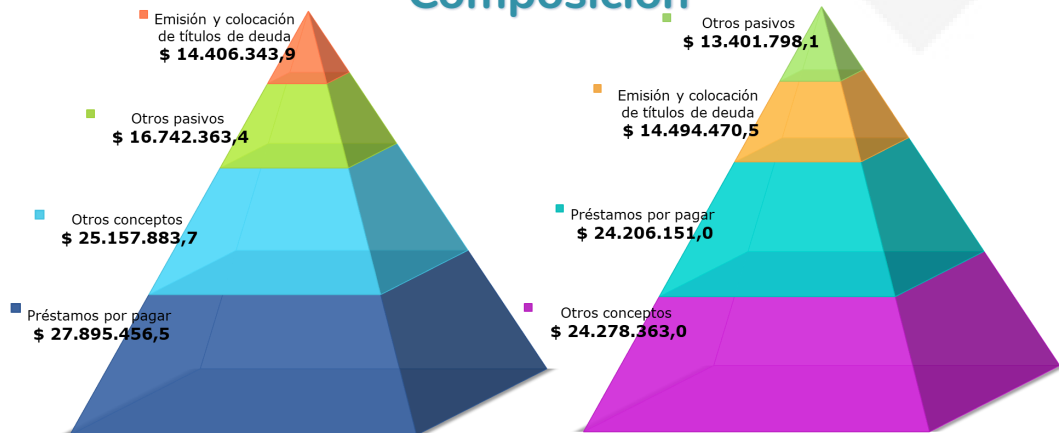 Composición
Emisión y colocación
de títulos de deuda
$ 14.406.343,9
Otros pasivos
$ 16.742.363,4
Otros conceptos
$ 25.157.883,7
Préstamos por pagar
$ 27.895.456,5
Otros pasivos
$ 13.401.798,1
Emisión y colocación
de títulos de deuda
$ 14.494.470,5
Préstamos por pagar
$ 24.206.151,0
Otros conceptos
$ 24.278.363,0